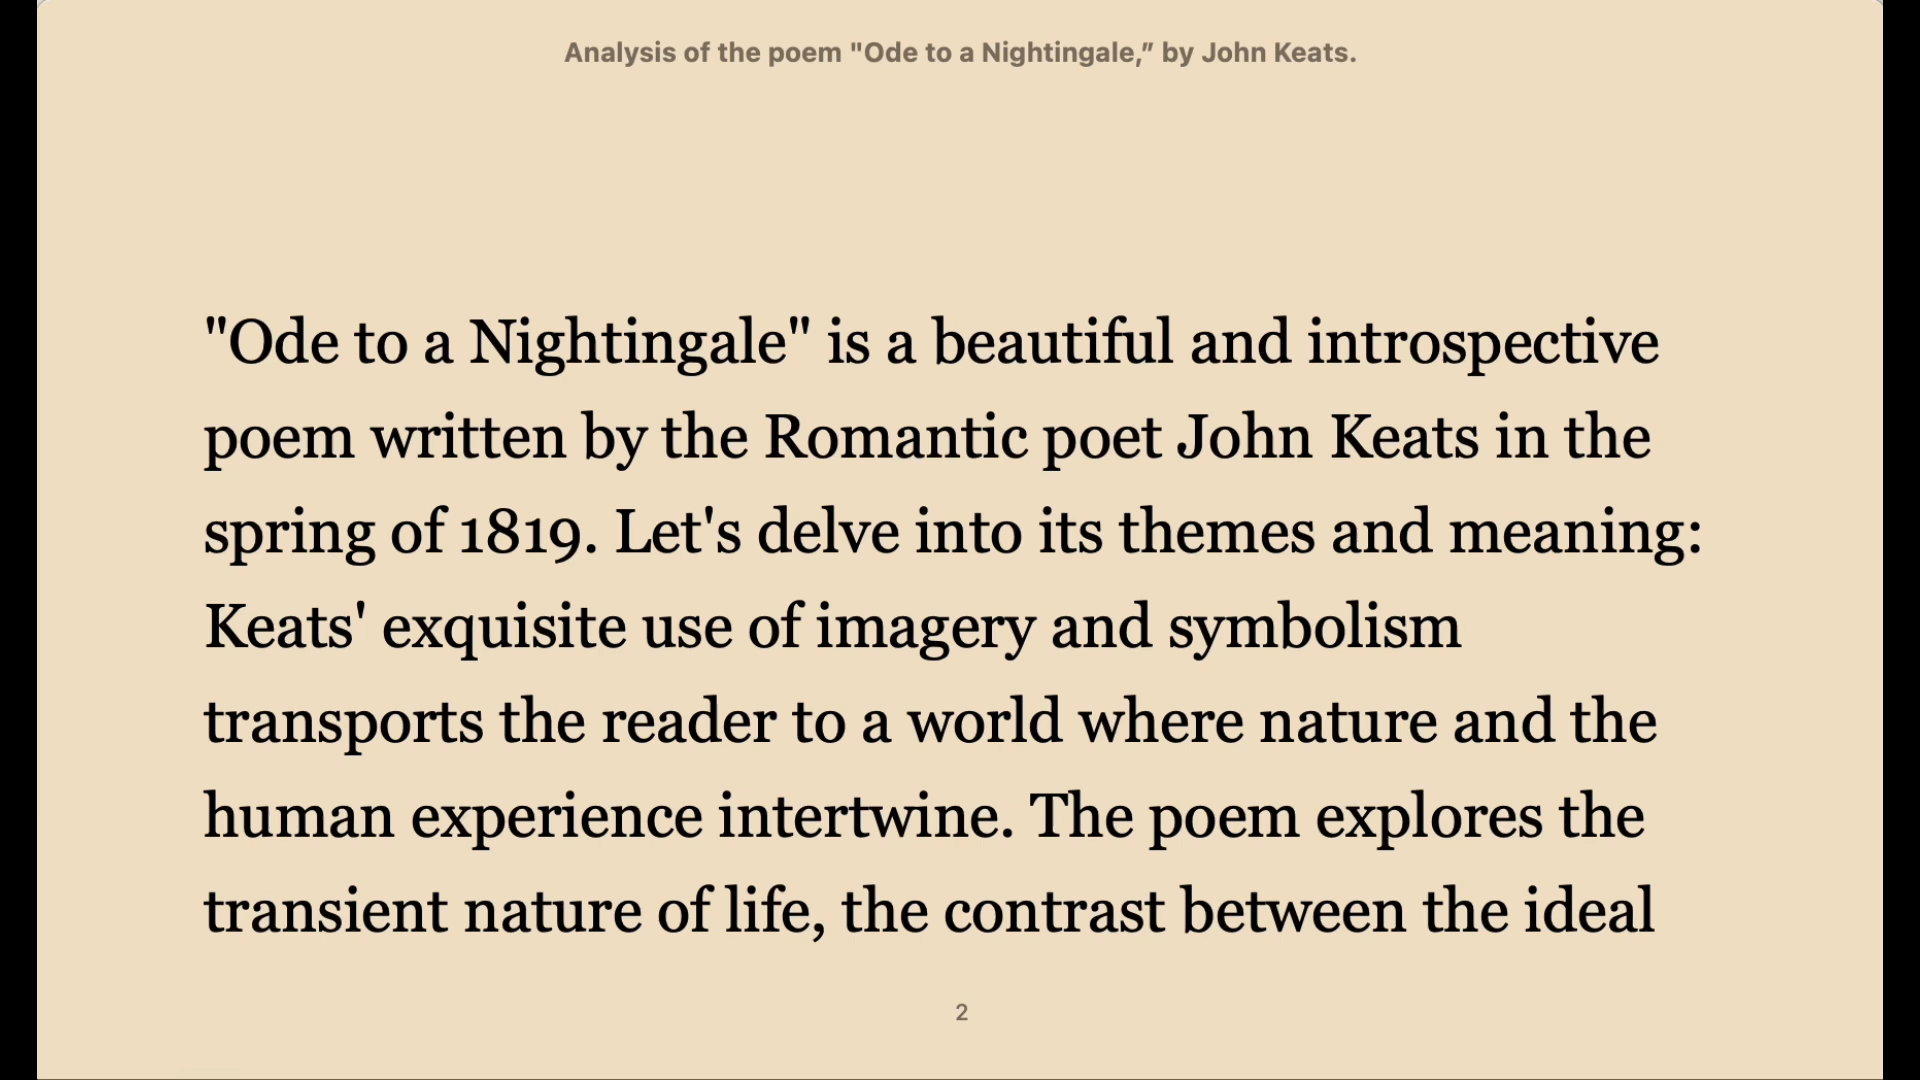 Analysis of the poem "Ode to a Nightingale,” by John Keats.
"Ode to a Nightingale" is a beautiful and introspective
poem written by the Romantic poet John Keats in the
spring of 1819. Let's delve into its themes and meaning:
Keats' exquisite use of imagery and symbolism
transports the reader to a world where nature and the
human experience intertwine. The poem explores the
transient nature of life, the contrast between the ideal
2